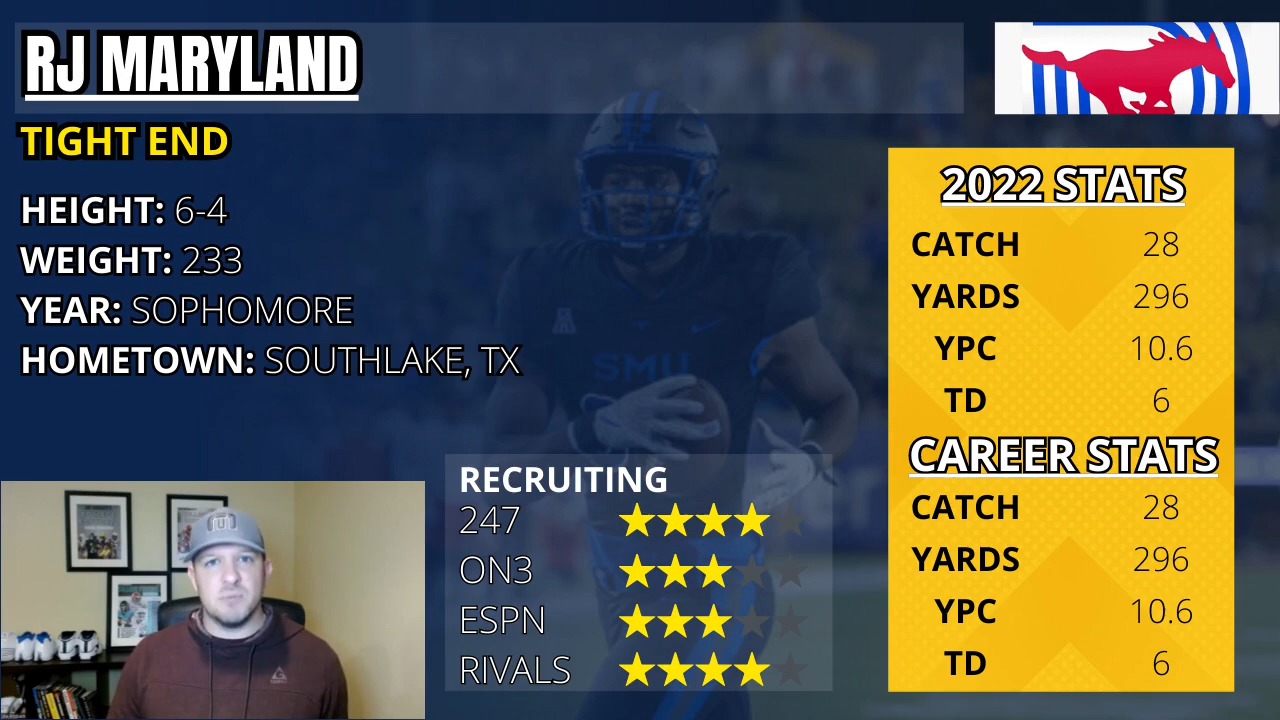 RJ MARYLAND
TIGHT END
HEIGHT: 6-4
WEIGHT: 233
YEAR: SOPHOMORE
HOMETOWN: SOUTHLAKE, TX
SMU
RECRUITING
247
ON3
ESPN
RIVALS
2022 STATS
CATCH 28
YARDS 296
YPC 10.6
TD 6
CAREER STATS
CATCH 28
YARDS 296
YPC 10.6
TD 6